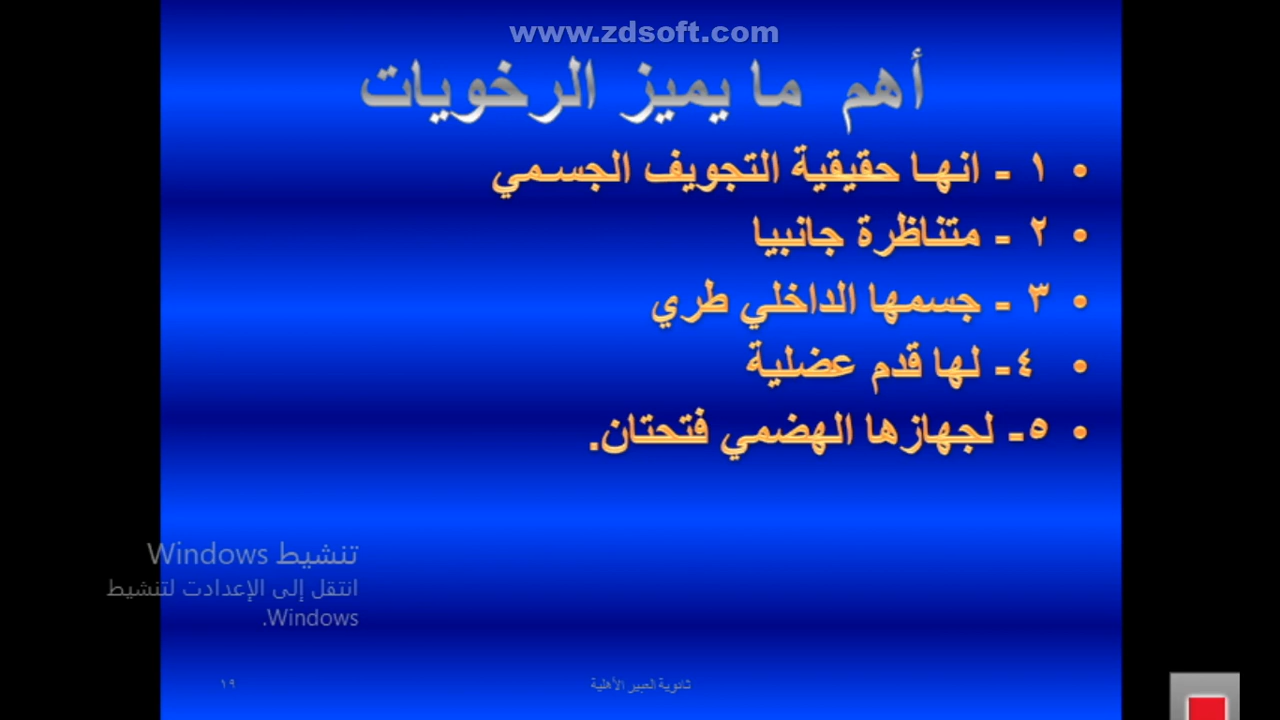 www.zdsoft.com
أهم ما يميز الرخويات
• ١ - انها حقيقية التجويف الجسمي
• ٢ - متناظرة جانبيا
• ٣ - جسمها الداخلي طري
• ٤- لها قدم عضلية
• ٥- لجهازها الهضمي فتحتان.
تنشيط Windows
انتقل إلى الإعدادت لتنشيط
Windows.
ثانوية العبير الأهلية
١٩